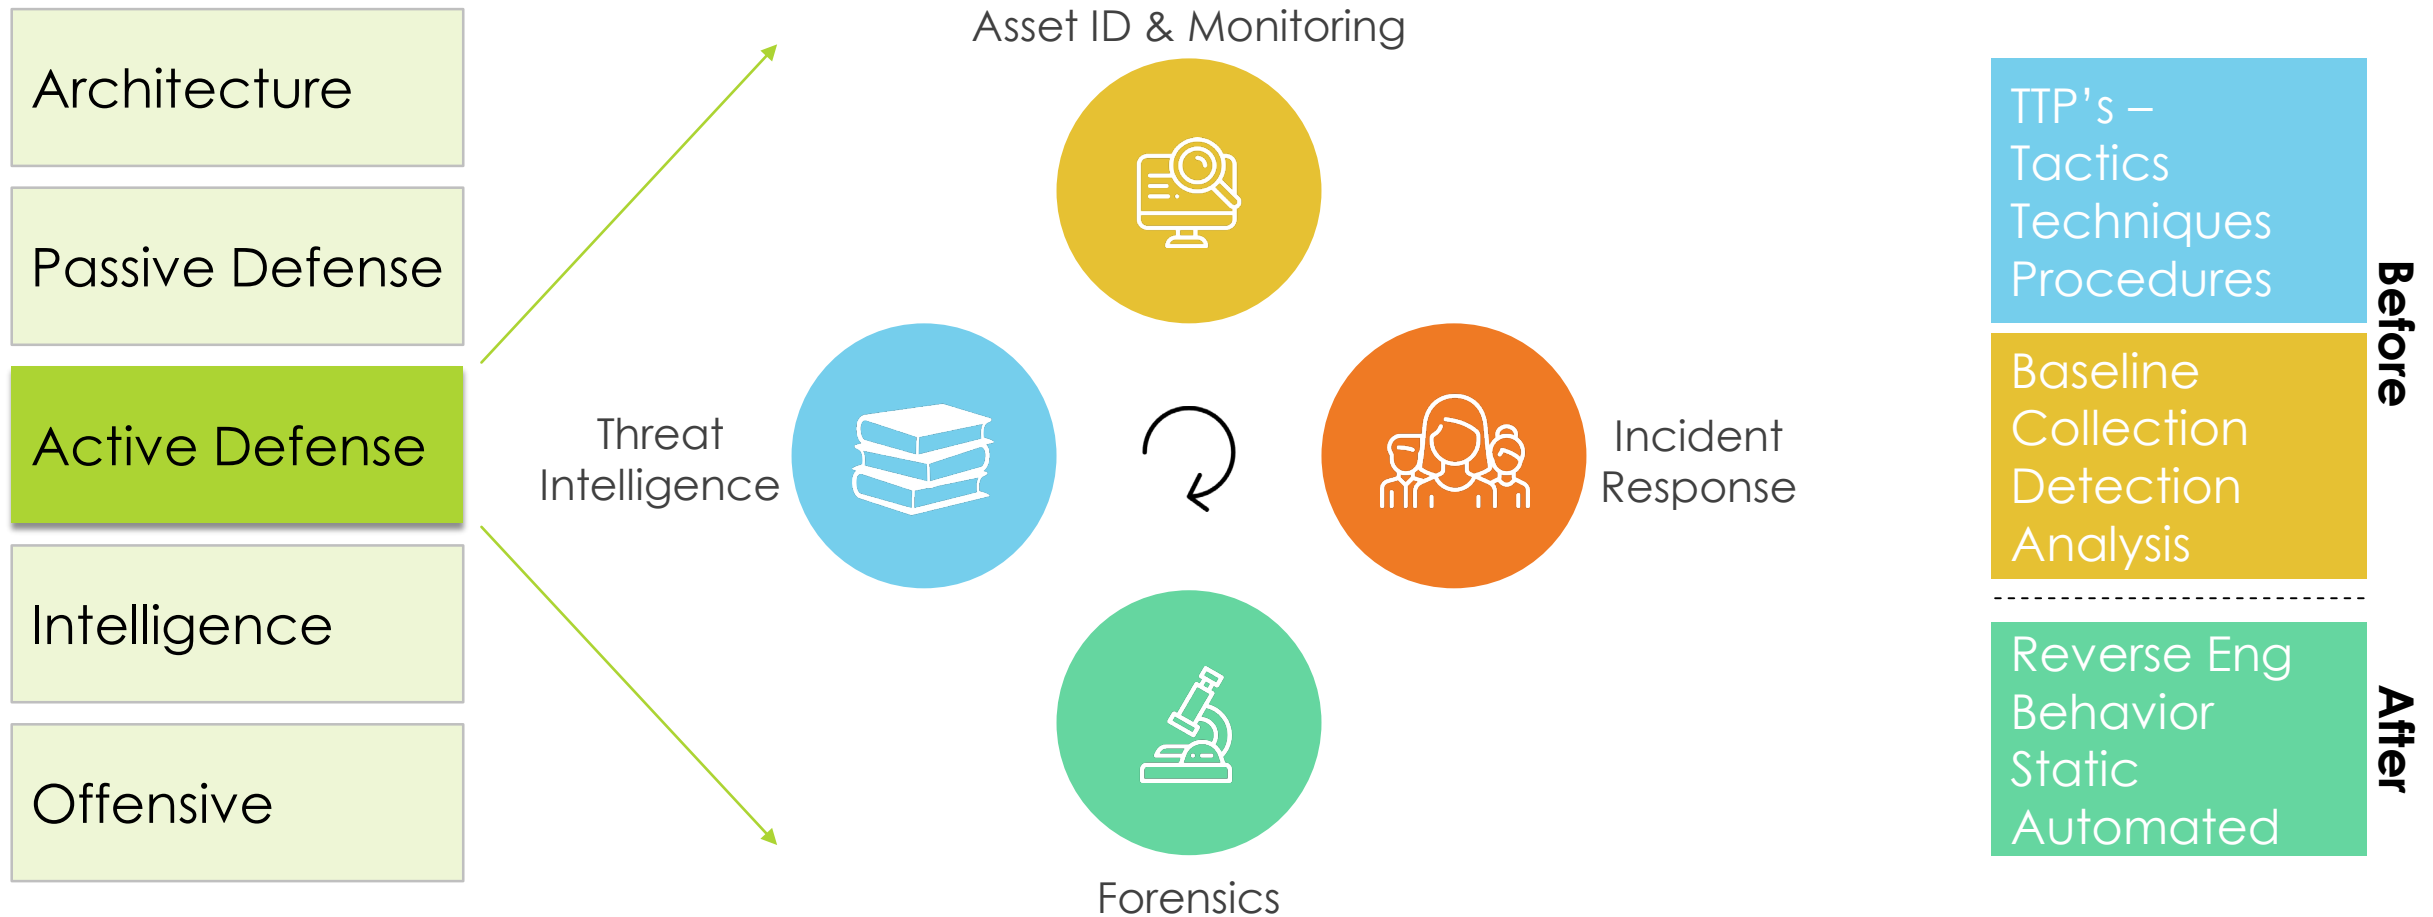 Architecture
Passive Defense
Active Defense
Intelligence
Offensive
Asset ID & Monitoring
Threat
Intelligence
Incident
Response
Forensics
TTP’s –
Tactics
Techniques
Procedures
Baseline
Collection
Detection
Analysis
Before
Reverse Eng
Behavior
Static
Automated
After